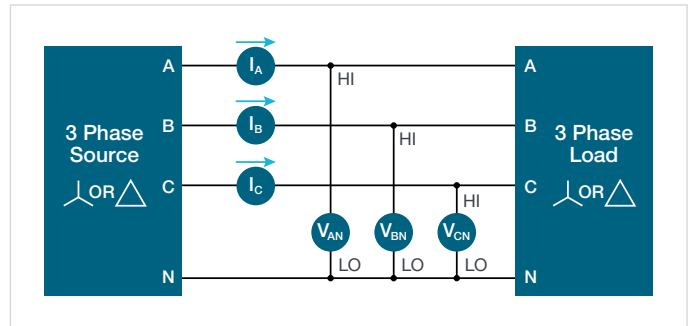 A
I_A
HI
A
3 Phase
Source
OR
B
I_B
HI
B
3 Phase
Load
OR
C
I_C
HI
C
V_AN
V_BN
V_CN
LO
LO
LO
N
N